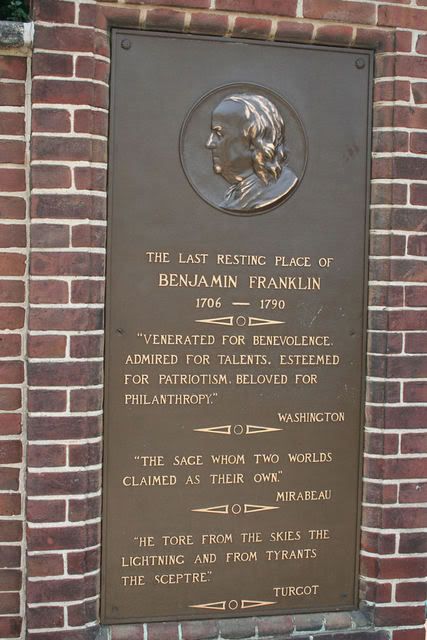 THE LAST RESTING PLACE OF
BENJAMIN FRANKLIN
1706 — 1790
"VENERATED FOR BENEVOLENCE,
ADMIRED FOR TALENTS, ESTEEMED
FOR PATRIOTISM, BELOVED FOR
PHILANTHROPY."
WASHINGTON
"THE SAGE WHOM TWO WORLDS
CLAIMED AS THEIR OWN."
MIRABEAU
"HE TORE FROM THE SKIES THE
LIGHTNING AND FROM TYRANTS
THE SCEPTRE"
TURGOT